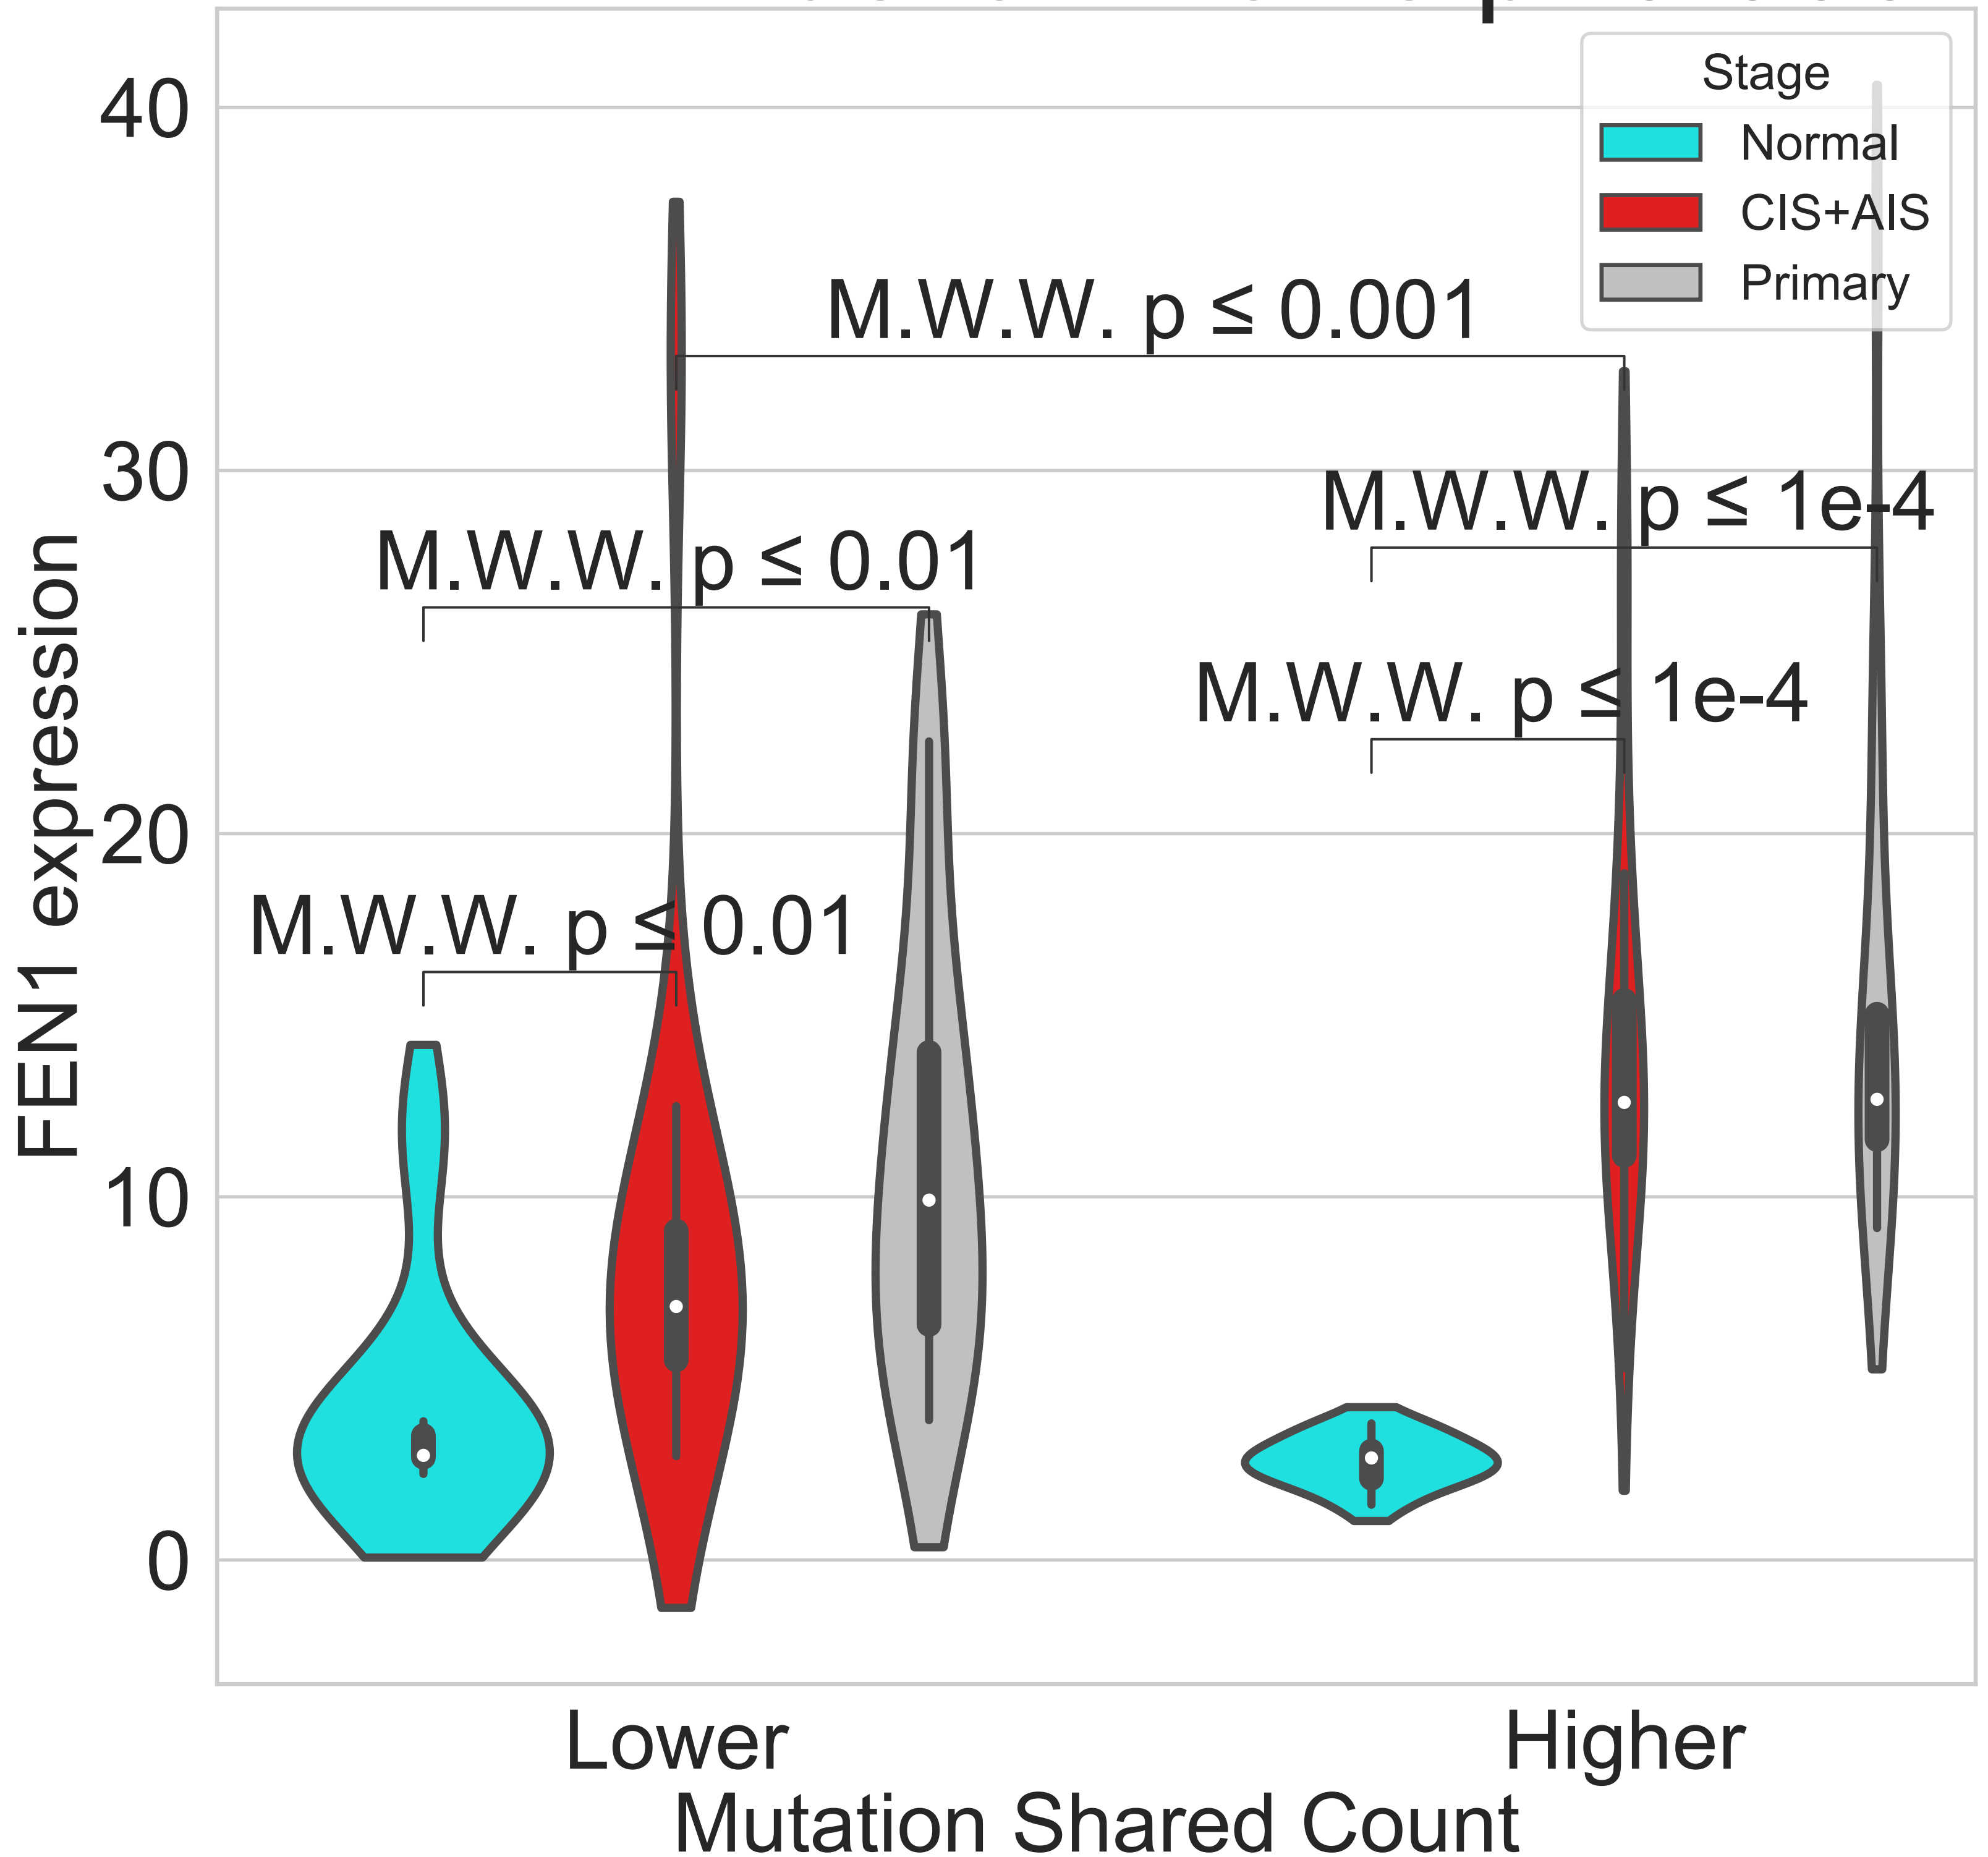 Stage
Normal
CIS+AIS
Primary
40
30
20
10
0
FEN1 expression
M.W.W. p ≤ 0.001
M.W.W. p ≤ 1e-4
M.W.W. p ≤ 0.01
M.W.W. p ≤ 1e-4
M.W.W. p ≤ 0.01
Lower
Higher
Mutation Shared Count